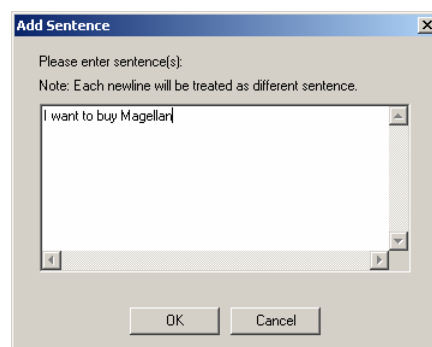 Add Sentence
Please enter sentence(s):
Note: Each newline will be treated as different sentence.
I want to buy Magellan
OK
Cancel